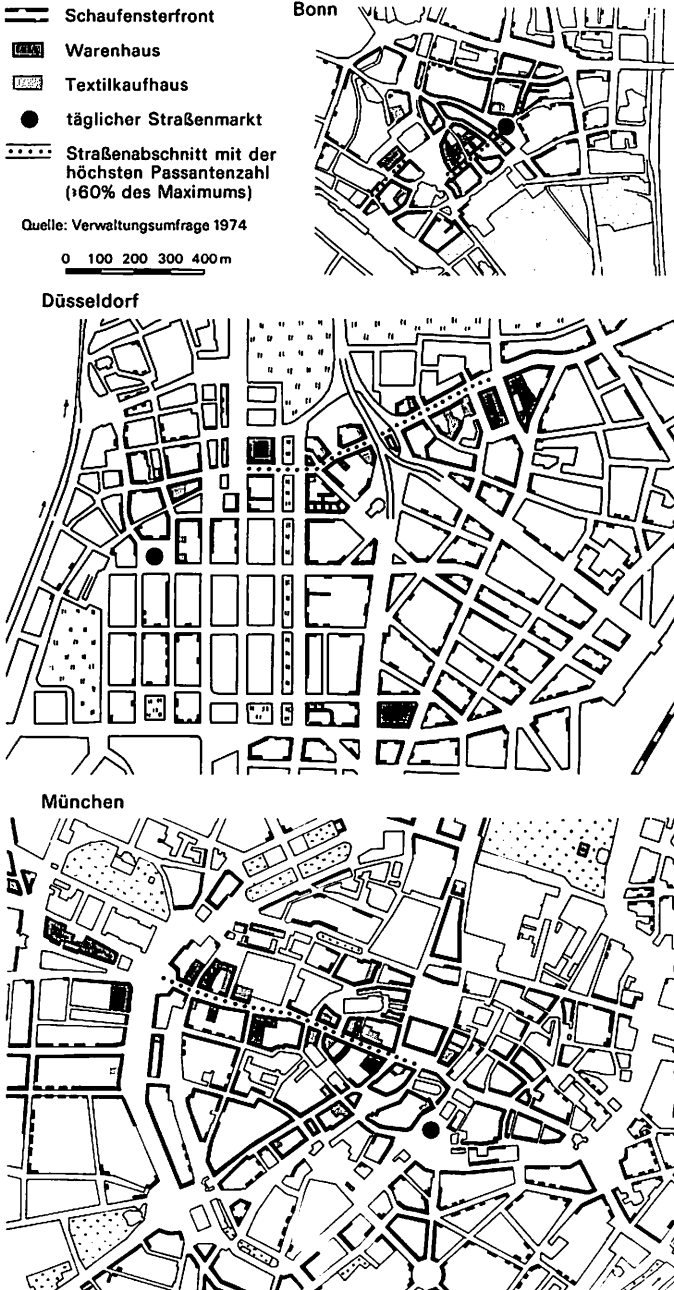 Schaufensterfront
Warenhaus
Textilkaufhaus
täglicher Straßenmarkt
Straßenabschnitt mit der
höchsten Passantenzahl
(>60% des Maximums)
Quelle: Verwaltungsumfrage 1974
0 100 200 300 400 m
Bonn
Düsseldorf
München